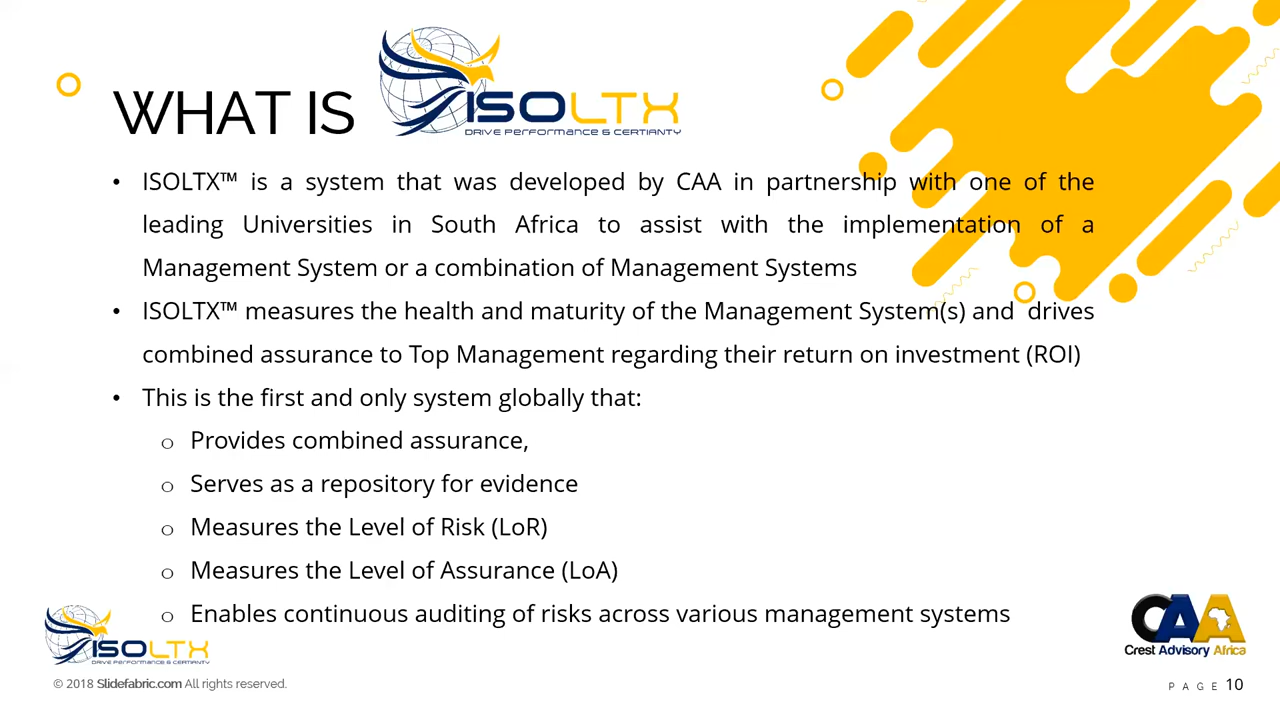 WHAT IS
ISOLTX
DRIVE PERFORMANCE & CERTIANTY
• ISOLTX™ is a system that was developed by CAA in partnership with one of the
leading Universities in South Africa to assist with the implementation of a
Management System or a combination of Management Systems
• ISOLTX™ measures the health and maturity of the Management System(s) and drives
combined assurance to Top Management regarding their return on investment (ROI)
• This is the first and only system globally that:
o Provides combined assurance,
o Serves as a repository for evidence
o Measures the Level of Risk (LoR)
o Measures the Level of Assurance (LoA)
o Enables continuous auditing of risks across various management systems
ISOLTX
DRIVE PERFORMANCE & CERTIANTY
CAA
Crest Advisory Africa
© 2018 Slidefabric.com All rights reserved.
PAGE 10